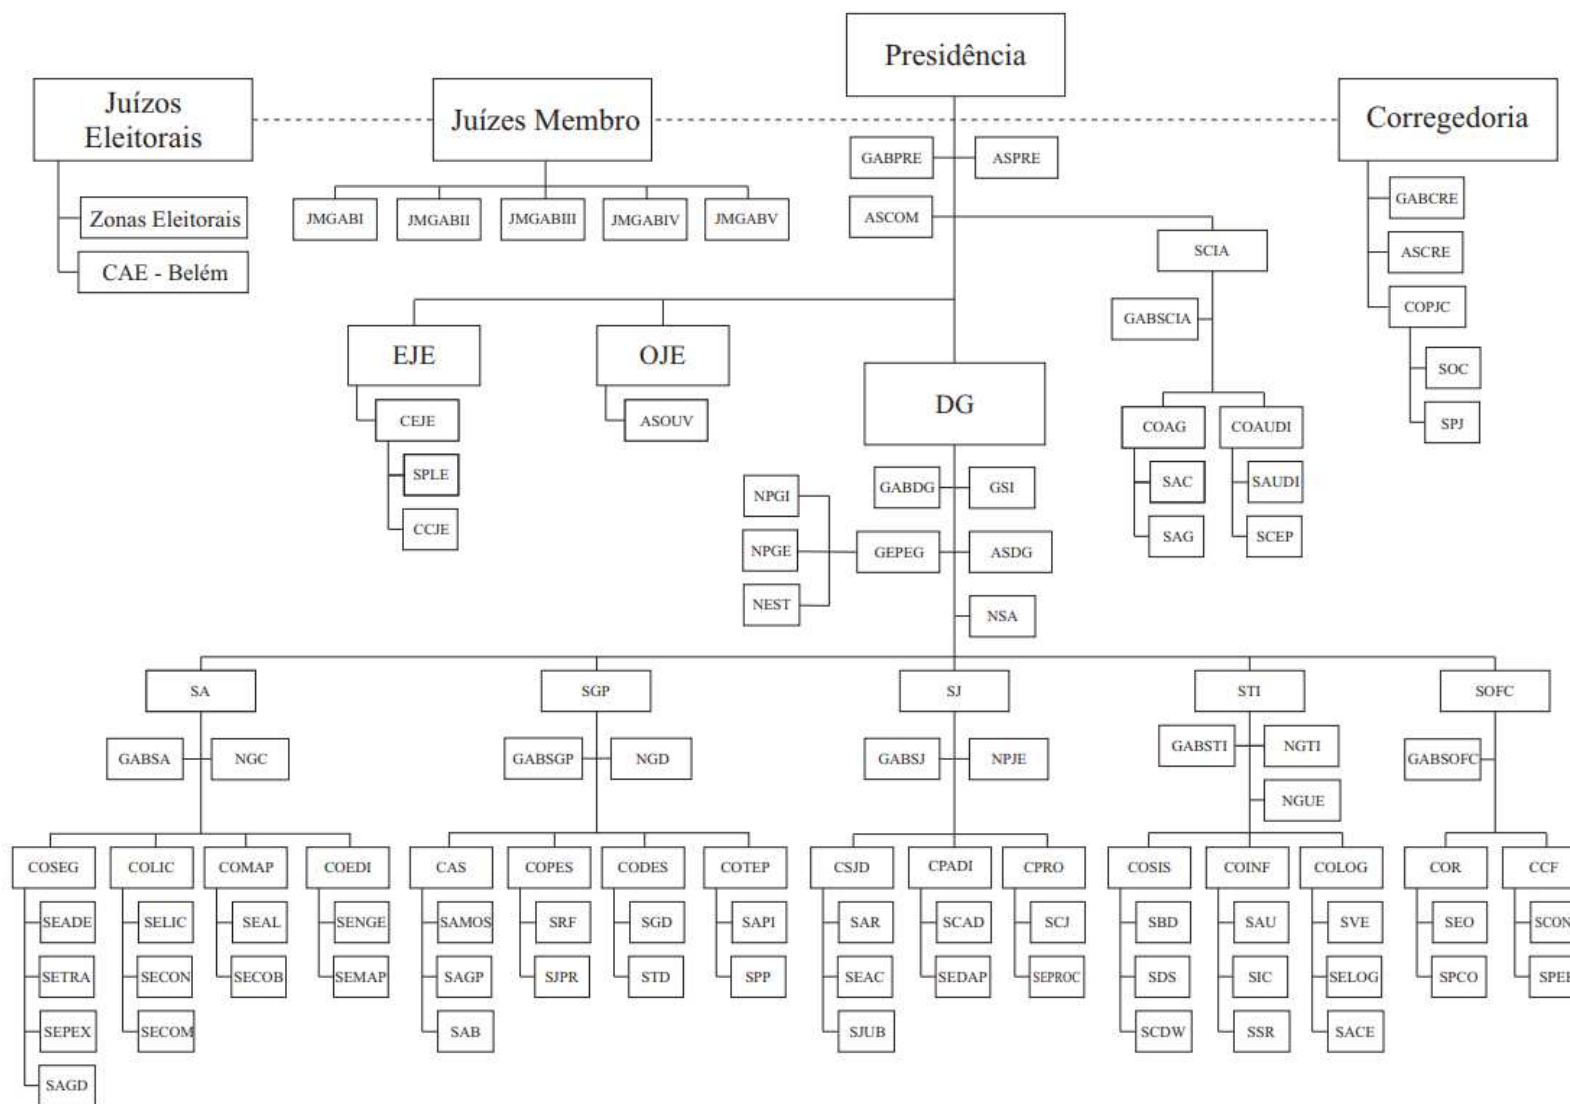 Presidência
Juízos
Eleitorais
Juízes Membro
Corregedoria
GABPRE
ASPRE
GABCRE
Zonas Eleitorais
JMGABI
JMGABII
JMGABIII
JMGABIV
JMGABV
ASCOM
CAE - Belém
SCIA
ASCRE
GABSCIA
COPJC
EJE
OJE
DG
SOC
CEJE
ASOUV
COAG
COAUDI
SPJ
SPLE
CCJE
NPGI
NPGE
NEST
GABDG
GSI
GEPEG
ASDG
NSA
SAC
SAUDI
SAG
SCEP
SA
SGP
SJ
STI
SOFC
GABSA
NGC
GABSGP
NGD
GABSJ
NPJE
GABSTI
NGTI
GABSOFC
NGUE
COSEG
COLIC
COMAP
COEDI
CAS
COPES
CODES
COTEP
CSJD
CPADI
CPRO
COSIS
COINF
COLOG
COR
CCF
SEADE
SELIC
SEAL
SENGE
SAMOS
SRF
SGD
SAPI
SAR
SCAD
SCJ
SBD
SAU
SVE
SEO
SCON
SETRA
SECON
SECOB
SEMAP
SAGP
SJPR
STD
SPP
SEAC
SEDAP
SEPROC
SDS
SIC
SELOG
SPCO
SEPEX
SECOM
SAB
SJUB
SCDW
SSR
SACE
SAGD